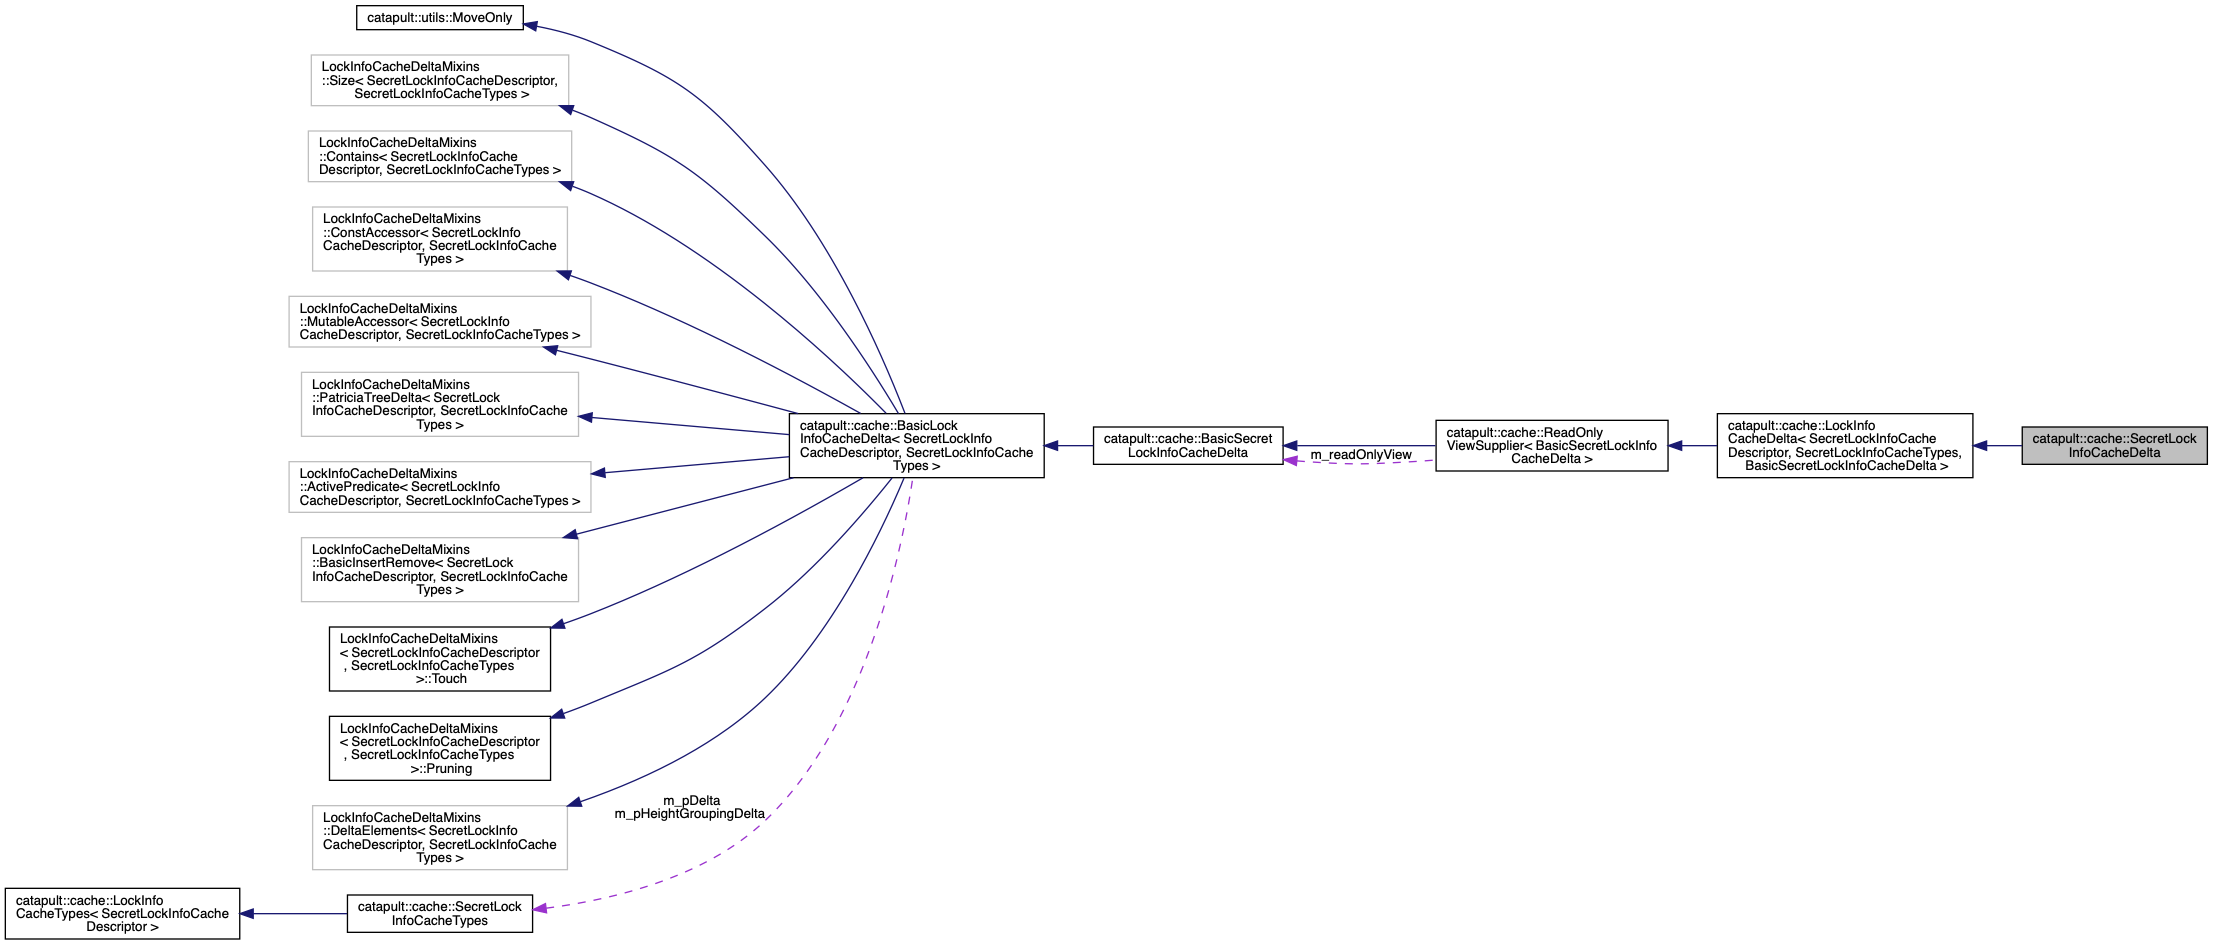 catapult::utils::MoveOnly
LockInfoCacheDeltaMixins
::Size< SecretLockInfoCacheDescriptor,
SecretLockInfoCacheTypes >
LockInfoCacheDeltaMixins
::Contains< SecretLockInfoCache
Descriptor, SecretLockInfoCacheTypes >
LockInfoCacheDeltaMixins
::ConstAccessor< SecretLockInfo
CacheDescriptor, SecretLockInfoCache
Types >
LockInfoCacheDeltaMixins
::MutableAccessor< SecretLockInfo
CacheDescriptor, SecretLockInfoCacheTypes >
LockInfoCacheDeltaMixins
::PatriciaTreeDelta< SecretLock
InfoCacheDescriptor, SecretLockInfoCache
Types >
LockInfoCacheDeltaMixins
::ActivePredicate< SecretLockInfo
CacheDescriptor, SecretLockInfoCacheTypes >
LockInfoCacheDeltaMixins
::BasicInsertRemove< SecretLock
InfoCacheDescriptor, SecretLockInfoCache
Types >
LockInfoCacheDeltaMixins
< SecretLockInfoCacheDescriptor
, SecretLockInfoCacheTypes
>::Touch
LockInfoCacheDeltaMixins
< SecretLockInfoCacheDescriptor
, SecretLockInfoCacheTypes
>::Pruning
LockInfoCacheDeltaMixins
::DeltaElements< SecretLockInfo
CacheDescriptor, SecretLockInfoCache
Types >
catapult::cache::LockInfo
CacheTypes< SecretLockInfoCache
Descriptor >
catapult::cache::SecretLock
InfoCacheTypes
m_pDelta
m_pHeightGroupingDelta
catapult::cache::BasicLock
InfoCacheDelta< SecretLockInfo
CacheDescriptor, SecretLockInfoCache
Types >
catapult::cache::BasicSecret
LockInfoCacheDelta
m_readOnlyView
catapult::cache::ReadOnly
ViewSupplier< BasicSecretLockInfo
CacheDelta >
catapult::cache::LockInfo
CacheDelta< SecretLockInfoCache
Descriptor, SecretLockInfoCacheTypes,
BasicSecretLockInfoCacheDelta >
catapult::cache::SecretLock
InfoCacheDelta